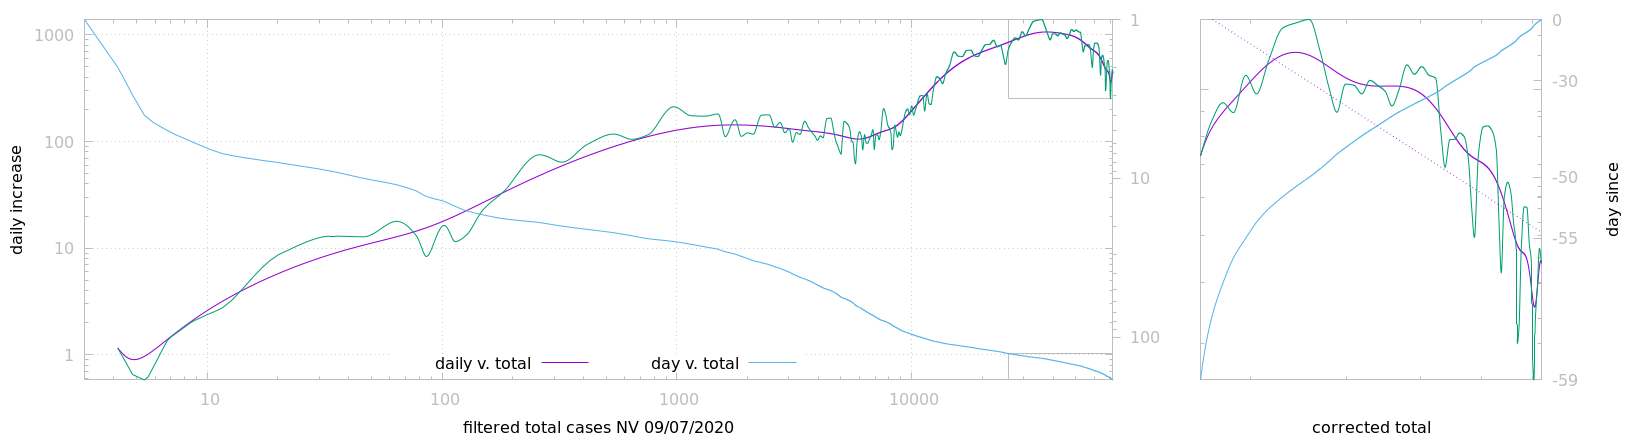 daily increase
1000
100
10
1
10
100
1000
10000
1
10
100
daily v. total
day v. total
filtered total cases NV 09/07/2020
0
-30
-50
-55
-59
day since
corrected total